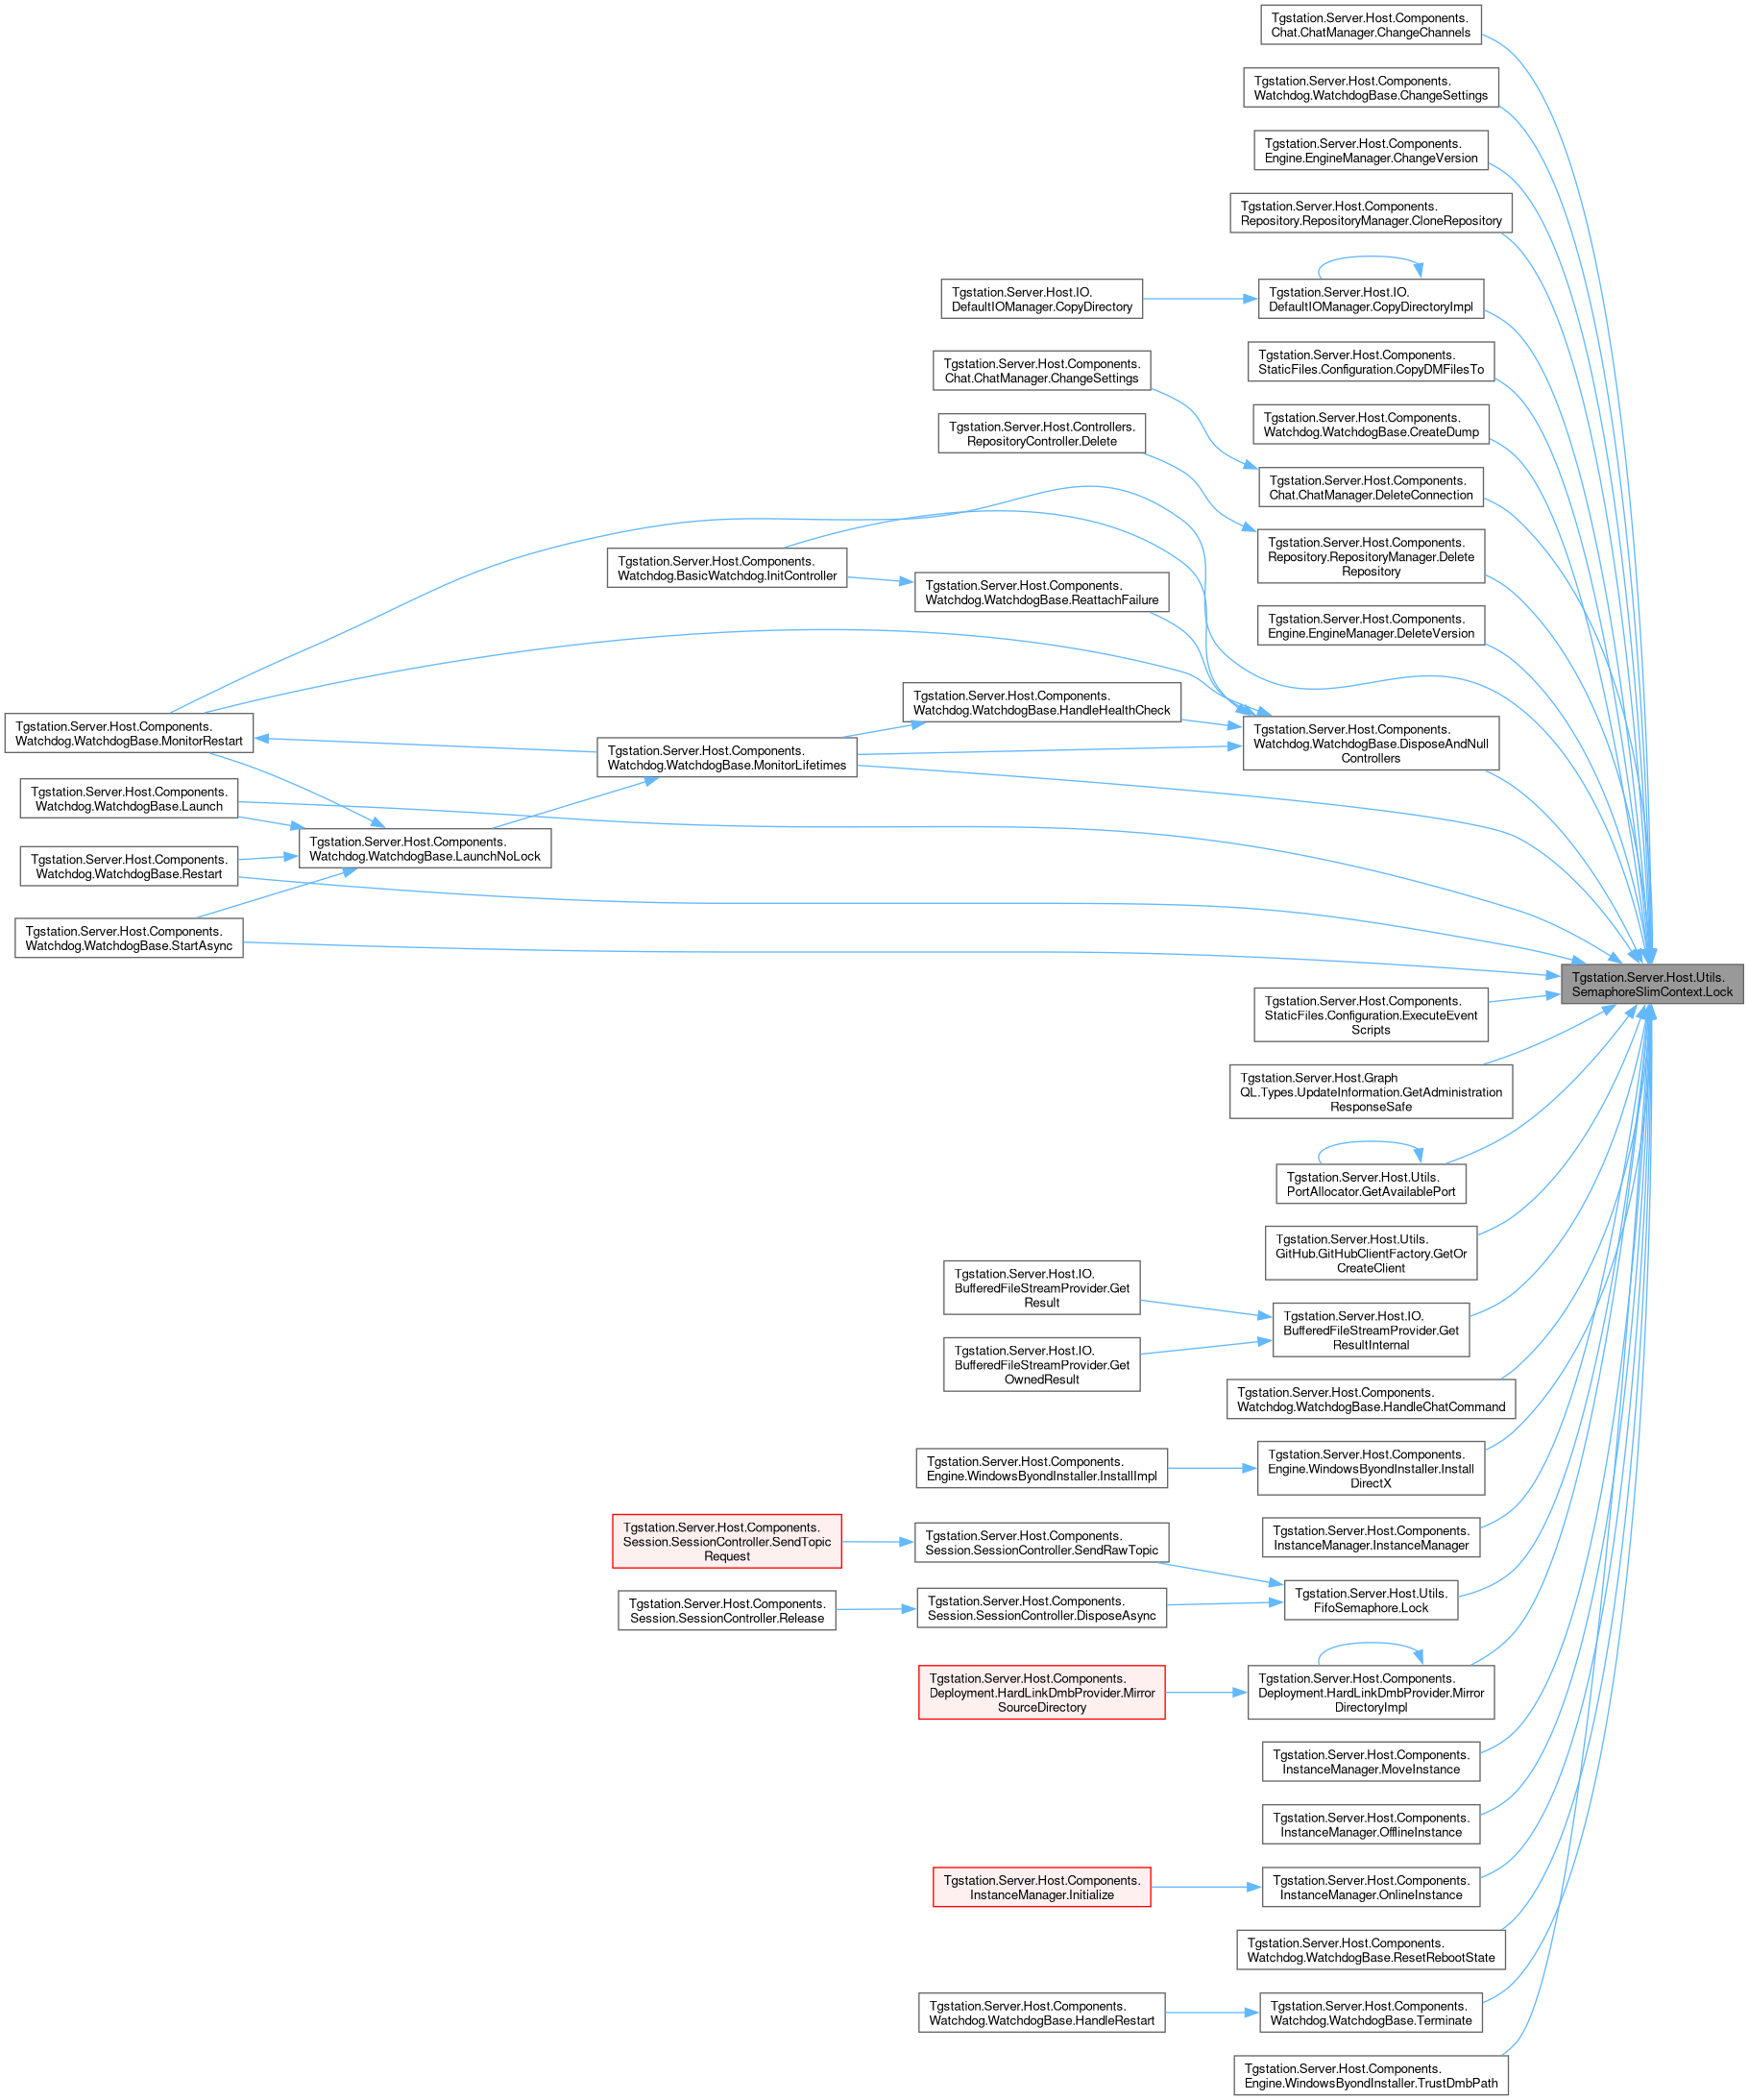 Tgstation.Server.Host.Components.
Chat.ChatManager.ChangeChannels
Tgstation.Server.Host.Components.
Watchdog.WatchdogBase.ChangeSettings
Tgstation.Server.Host.Components.
Engine.EngineManager.ChangeVersion
Tgstation.Server.Host.Components.
Repository.RepositoryManager.CloneRepository
Tgstation.Server.Host.IO.
DefaultIOManager.CopyDirectory
Tgstation.Server.Host.IO.
DefaultIOManager.CopyDirectoryImpl
Tgstation.Server.Host.Components.
StaticFiles.Configuration.CopyDMFilesTo
Tgstation.Server.Host.Components.
Chat.ChatManager.ChangeSettings
Tgstation.Server.Host.Components.
Watchdog.WatchdogBase.CreateDump
Tgstation.Server.Host.Controllers.
RepositoryController.Delete
Tgstation.Server.Host.Components.
Chat.ChatManager.DeleteConnection
Tgstation.Server.Host.Components.
Repository.RepositoryManager.Delete
Repository
Tgstation.Server.Host.Components.
Watchdog.BasicWatchdog.InitController
Tgstation.Server.Host.Components.
Watchdog.WatchdogBase.ReattachFailure
Tgstation.Server.Host.Components.
Engine.EngineManager.DeleteVersion
Tgstation.Server.Host.Components.
Watchdog.WatchdogBase.HandleHealthCheck
Tgstation.Server.Host.Components.
Watchdog.WatchdogBase.MonitorRestart
Tgstation.Server.Host.Components.
Watchdog.WatchdogBase.DisposeAndNull
Controllers
Tgstation.Server.Host.Components.
Watchdog.WatchdogBase.MonitorLifetimes
Tgstation.Server.Host.Components.
Watchdog.WatchdogBase.Launch
Tgstation.Server.Host.Components.
Watchdog.WatchdogBase.LaunchNoLock
Tgstation.Server.Host.Components.
Watchdog.WatchdogBase.Restart
Tgstation.Server.Host.Components.
Watchdog.WatchdogBase.StartAsync
Tgstation.Server.Host.Utils.
SemaphoreSlimContext.Lock
Tgstation.Server.Host.Components.
StaticFiles.Configuration.ExecuteEvent
Scripts
Tgstation.Server.Host.Graph
QL.Types.UpdateInformation.GetAdministration
ResponseSafe
Tgstation.Server.Host.Utils.
PortAllocator.GetAvailablePort
Tgstation.Server.Host.Utils.
GitHub.GitHubClientFactory.GetOr
CreateClient
Tgstation.Server.Host.IO.
BufferedFileStreamProvider.Get
Result
Tgstation.Server.Host.IO.
BufferedFileStreamProvider.Get
ResultInternal
Tgstation.Server.Host.IO.
BufferedFileStreamProvider.Get
OwnedResult
Tgstation.Server.Host.Components.
Watchdog.WatchdogBase.HandleChatCommand
Tgstation.Server.Host.Components.
Engine.WindowsByondInstaller.InstallImpl
Tgstation.Server.Host.Components.
Engine.WindowsByondInstaller.Install
DirectX
Tgstation.Server.Host.Components.
Session.SessionController.SendTopic
Request
Tgstation.Server.Host.Components.
Session.SessionController.SendRawTopic
Tgstation.Server.Host.Components.
InstanceManager.InstanceManager
Tgstation.Server.Host.Components.
Session.SessionController.Release
Tgstation.Server.Host.Components.
Session.SessionController.DisposeAsync
Tgstation.Server.Host.Utils.
FifoSemaphore.Lock
Tgstation.Server.Host.Components.
Deployment.HardLinkDmbProvider.Mirror
SourceDirectory
Tgstation.Server.Host.Components.
Deployment.HardLinkDmbProvider.Mirror
DirectoryImpl
Tgstation.Server.Host.Components.
InstanceManager.MoveInstance
Tgstation.Server.Host.Components.
InstanceManager.OfflineInstance
Tgstation.Server.Host.Components.
InstanceManager.Initialize
Tgstation.Server.Host.Components.
InstanceManager.OnlineInstance
Tgstation.Server.Host.Components.
Watchdog.WatchdogBase.ResetRebootState
Tgstation.Server.Host.Components.
Watchdog.WatchdogBase.HandleRestart
Tgstation.Server.Host.Components.
Watchdog.WatchdogBase.Terminate
Tgstation.Server.Host.Components.
Engine.WindowsByondInstaller.TrustDmbPath